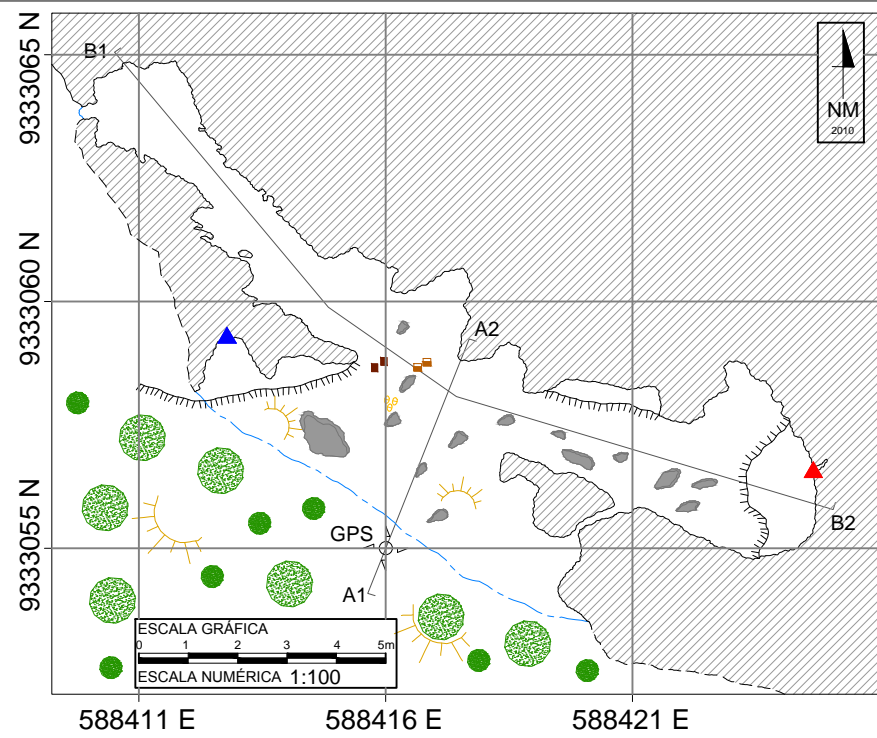 B1
9333065 N
NM
2010
9333060 N
A2
B2
GPS
9333055 N
A1
ESCALA GRÁFICA
0 1 2 3 4 5m
ESCALA NUMÉRICA 1:100
588411 E 588416 E 588421 E